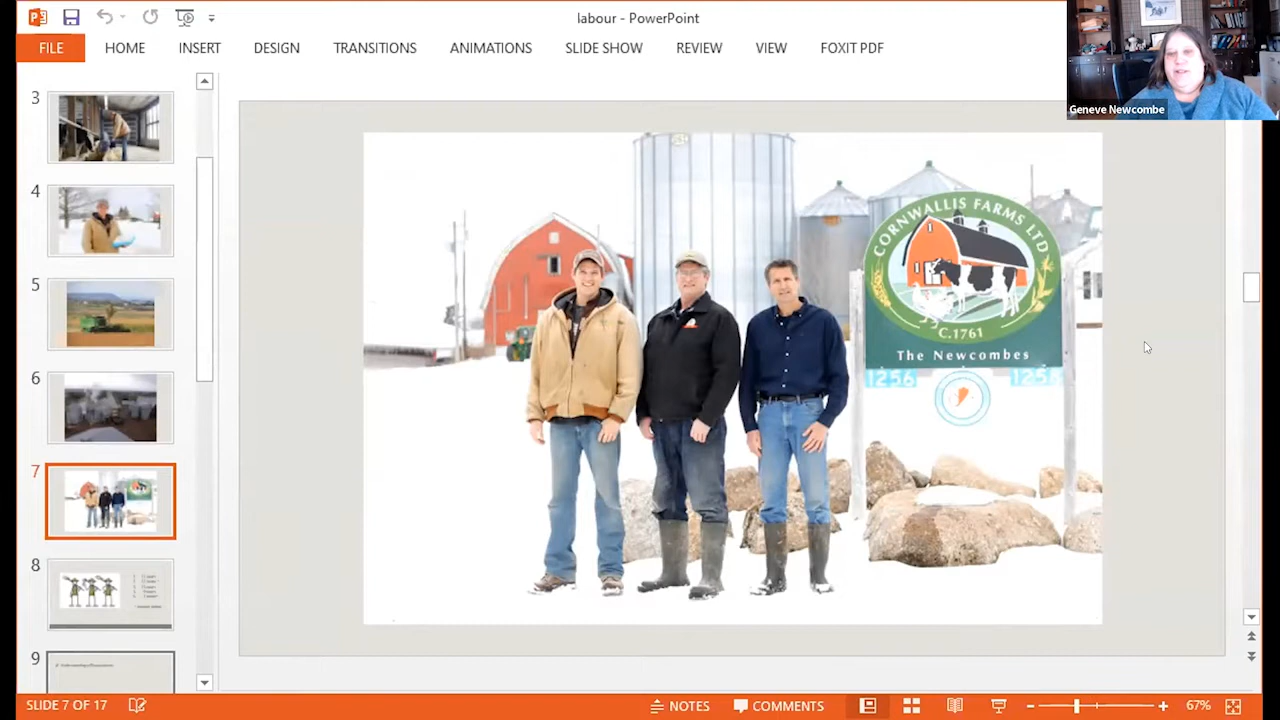 labour - PowerPoint
FILE HOME INSERT DESIGN TRANSITIONS ANIMATIONS SLIDE SHOW REVIEW VIEW FOXIT PDF
Geneve Newcombe
3
4
5
6
7
8
9
CORNWALLIS FARMS LTD
C.1761
The Newcombes
1256 1256
SLIDE 7 OF 17 NOTES COMMENTS 67%